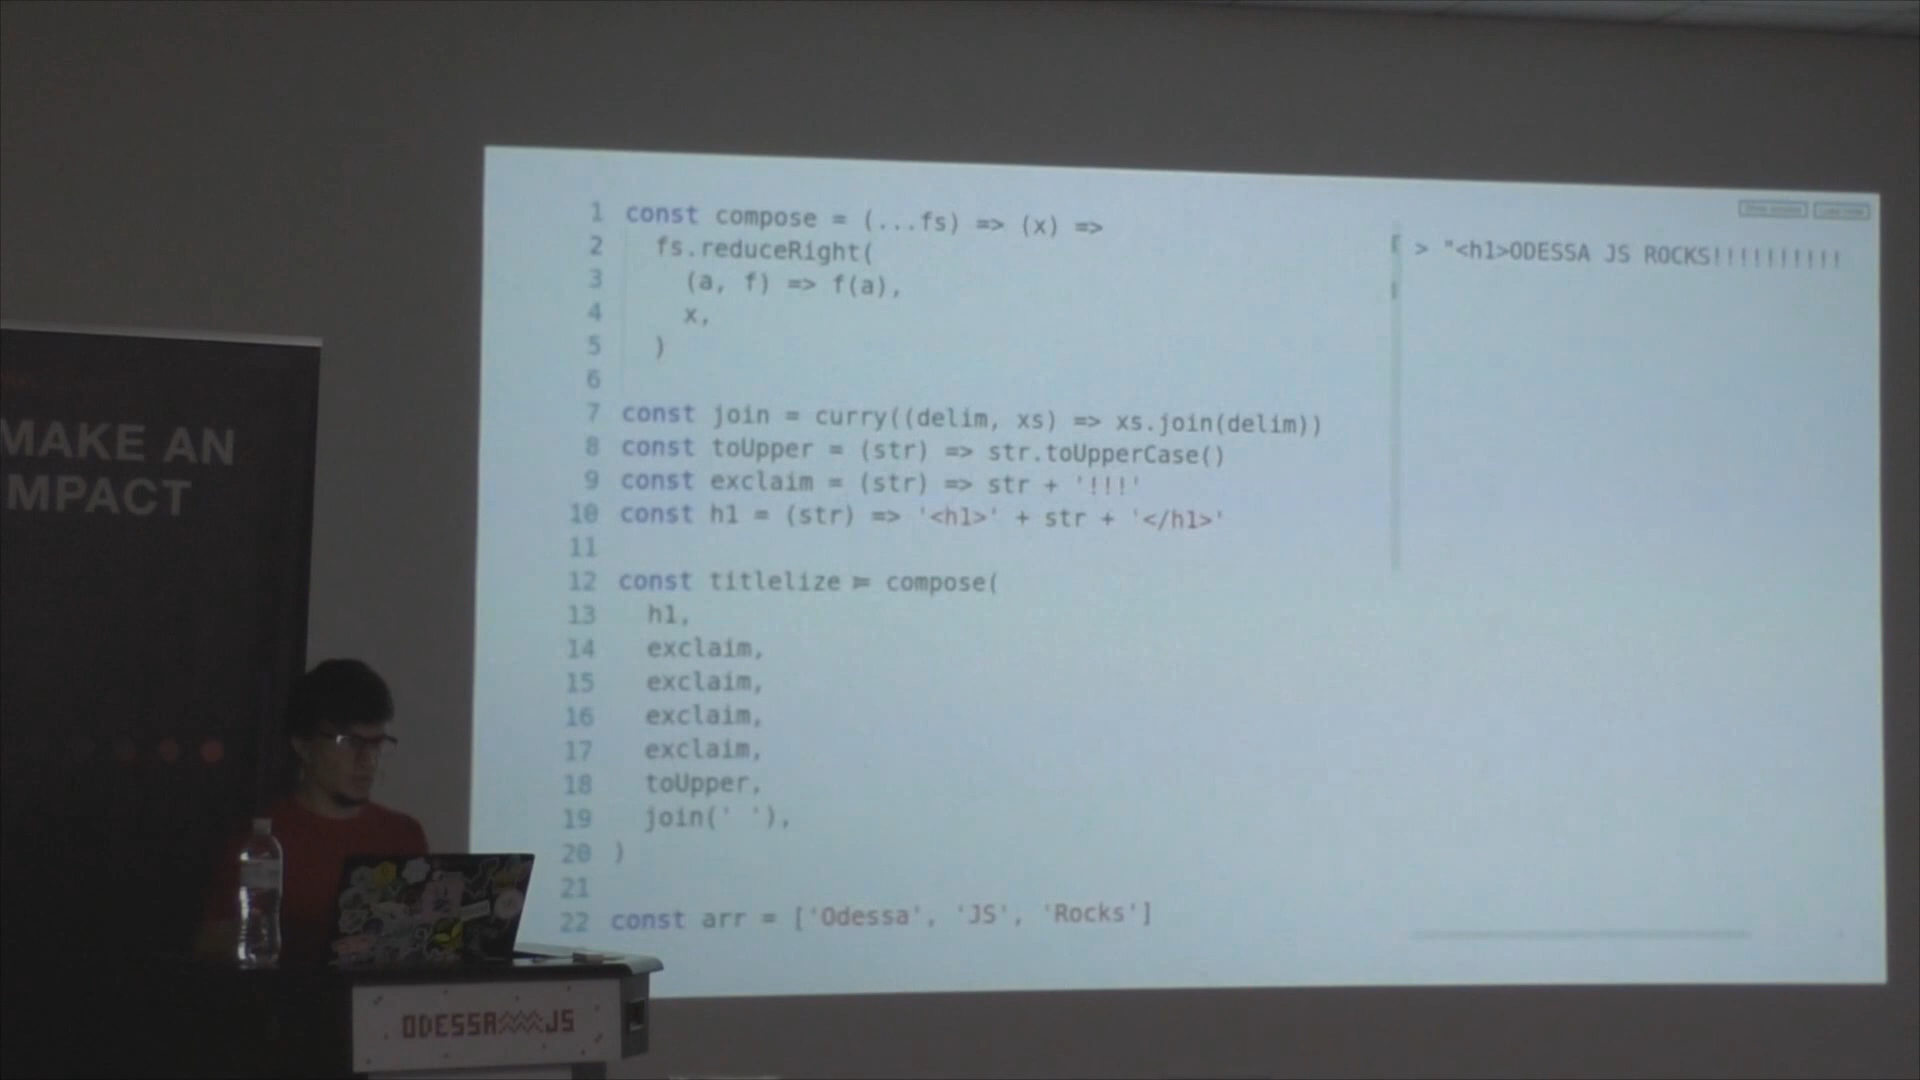 1 const compose = (...fs) => (x) =>
2 fs.reduceRight(
3 (a, f) => f(a),
4 x,
5 )
6
7 const join = curry((delim, xs) => xs.join(delim))
8 const toUpper = (str) => str.toUpperCase()
9 const exclaim = (str) => str + '!!!'
10 const h1 = (str) => '<h1>' + str + '</h1>'
11
12 const titlelize = compose(
13 h1,
14 exclaim,
15 exclaim,
16 exclaim,
17 exclaim,
18 toUpper,
19 join(' '),
20 )
21
22 const arr = ['Odessa', 'JS', 'Rocks']
> "<h1>ODESSA JS ROCKS!!!!!!!!!!
MAKE AN
MPACT
ODESSA JS